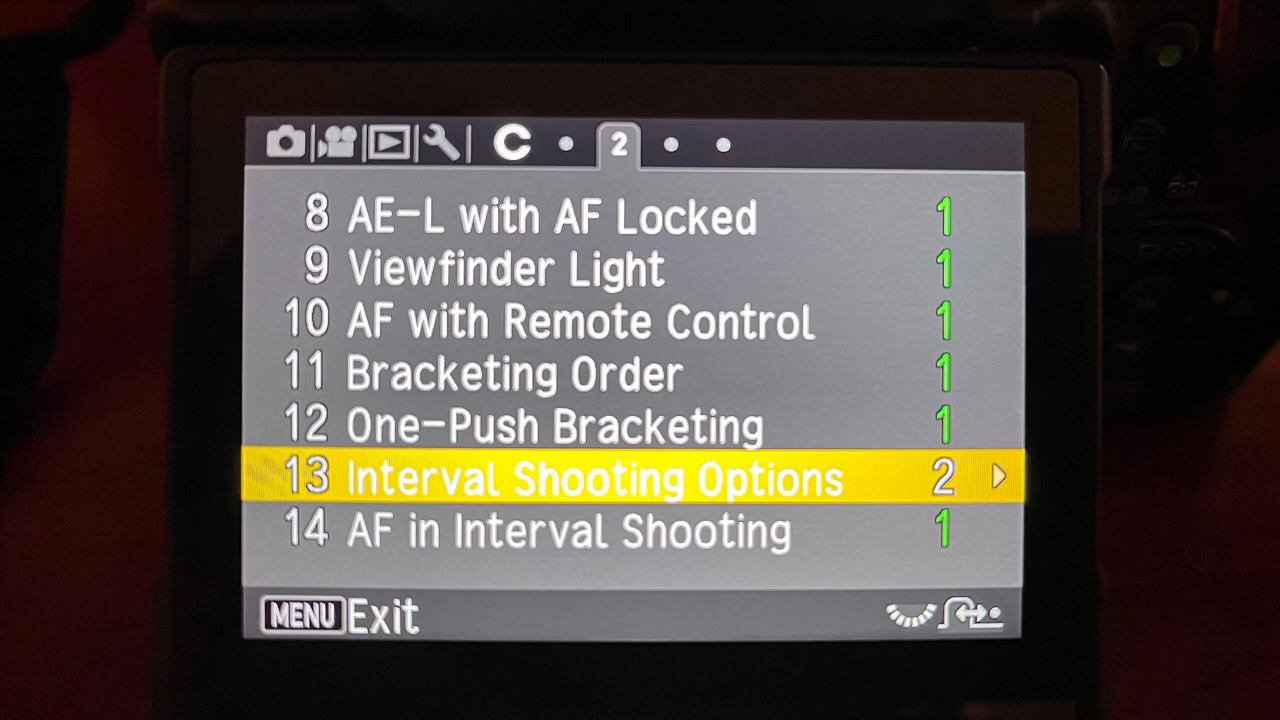 C 2
8 AE-L with AF Locked 1
9 Viewfinder Light 1
10 AF with Remote Control 1
11 Bracketing Order 1
12 One-Push Bracketing 1
13 Interval Shooting Options 2
14 AF in Interval Shooting 1
MENU Exit